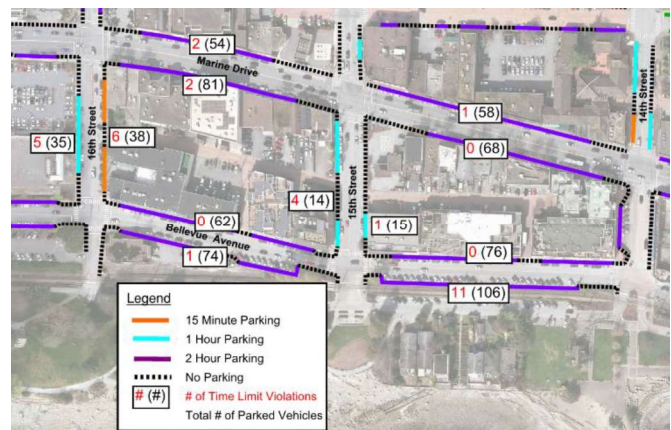 2 (54)
Marine Drive
2 (81)
1 (58)
14th Street
5 (35)
16th Street
6 (38)
0 (68)
4 (14)
15th Street
0 (62)
1 (15)
Bellevue Avenue
0 (76)
1 (74)
11 (106)
Legend
15 Minute Parking
1 Hour Parking
2 Hour Parking
No Parking
# (#)
# of Time Limit Violations
Total # of Parked Vehicles